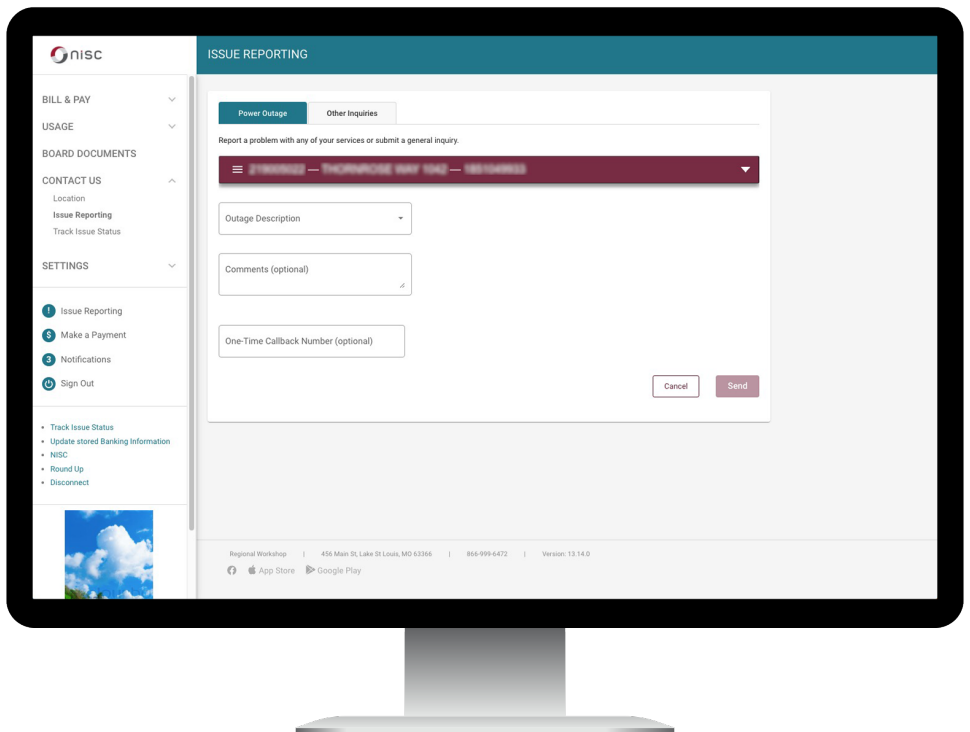 nisc
ISSUE REPORTING
BILL & PAY
USAGE
BOARD DOCUMENTS
CONTACT US
Location
Issue Reporting
Track Issue Status
SETTINGS
! Issue Reporting
$ Make a Payment
3 Notifications
Sign Out
• Track Issue Status
• Update stored Banking Information
• NISC
• Round Up
• Disconnect
Power Outage Other Inquiries
Report a problem with any of your services or submit a general inquiry.
Outage Description
Comments (optional)
One-Time Callback Number (optional)
Cancel Send
Regional Workshop | 456 Main St, Lake St Louis, MO 63366 | 866-999-6472 | Version: 13.14.0
App Store Google Play